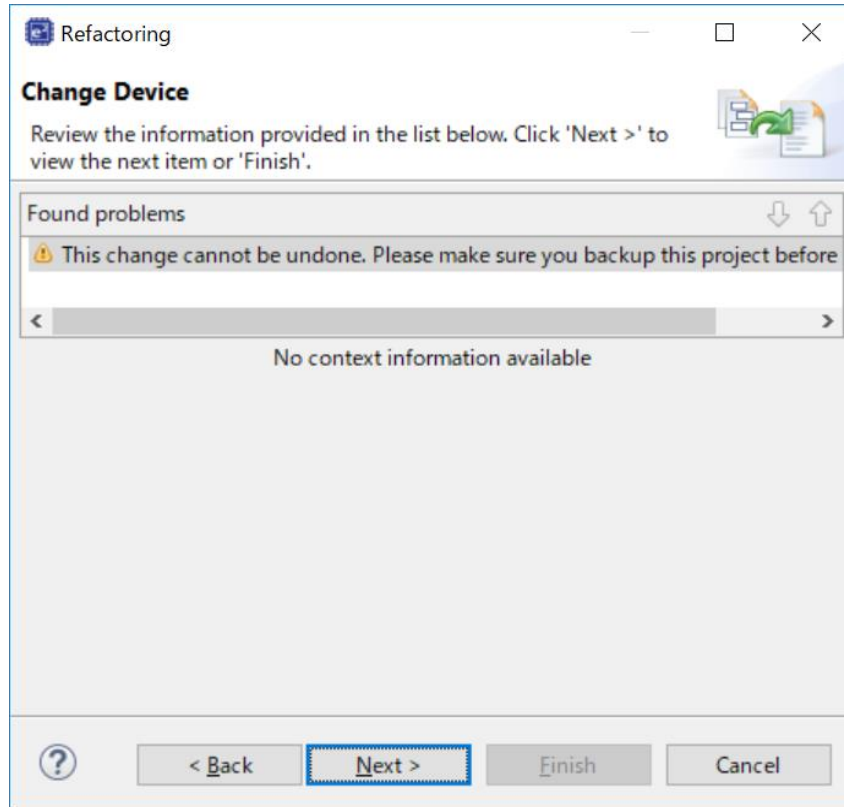 Refactoring
Change Device
Review the information provided in the list below. Click 'Next >' to
view the next item or 'Finish'.
Found problems
This change cannot be undone. Please make sure you backup this project before
No context information available
?
< Back
Next >
Finish
Cancel